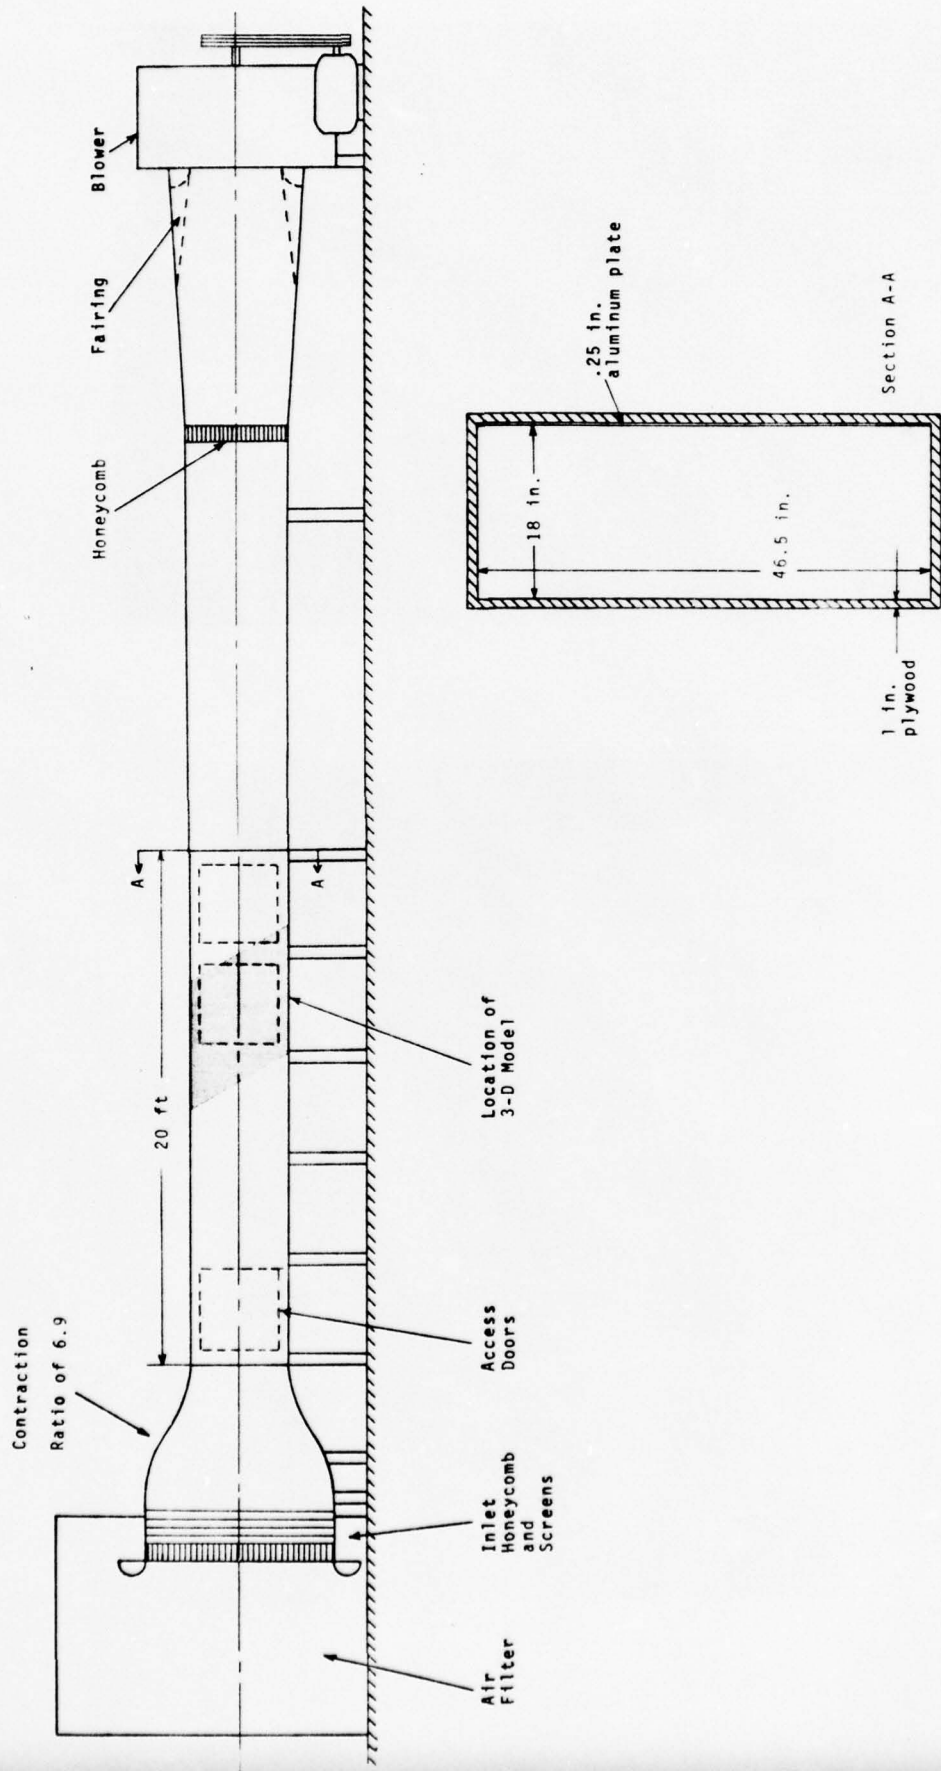 Contraction
Ratio of 6.9
20 ft
A
A
Honeycomb
Fairing
Blower
Air
Filter
Inlet
Honeycomb
and
Screens
Access
Doors
Location of
3-D Model
1 in.
plywood
18 in.
46.5 in.
.25 in.
aluminum plate
Section A-A